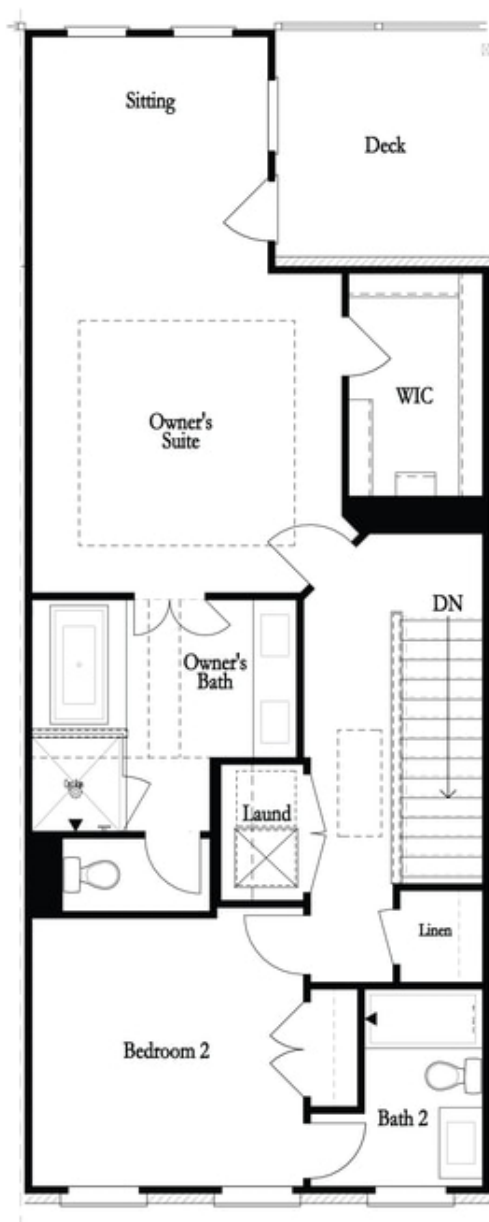 Sitting
Deck
WIC
Owner's
Suite
DN
Owner's
Bath
Laund
Linen
Bedroom 2
Bath 2